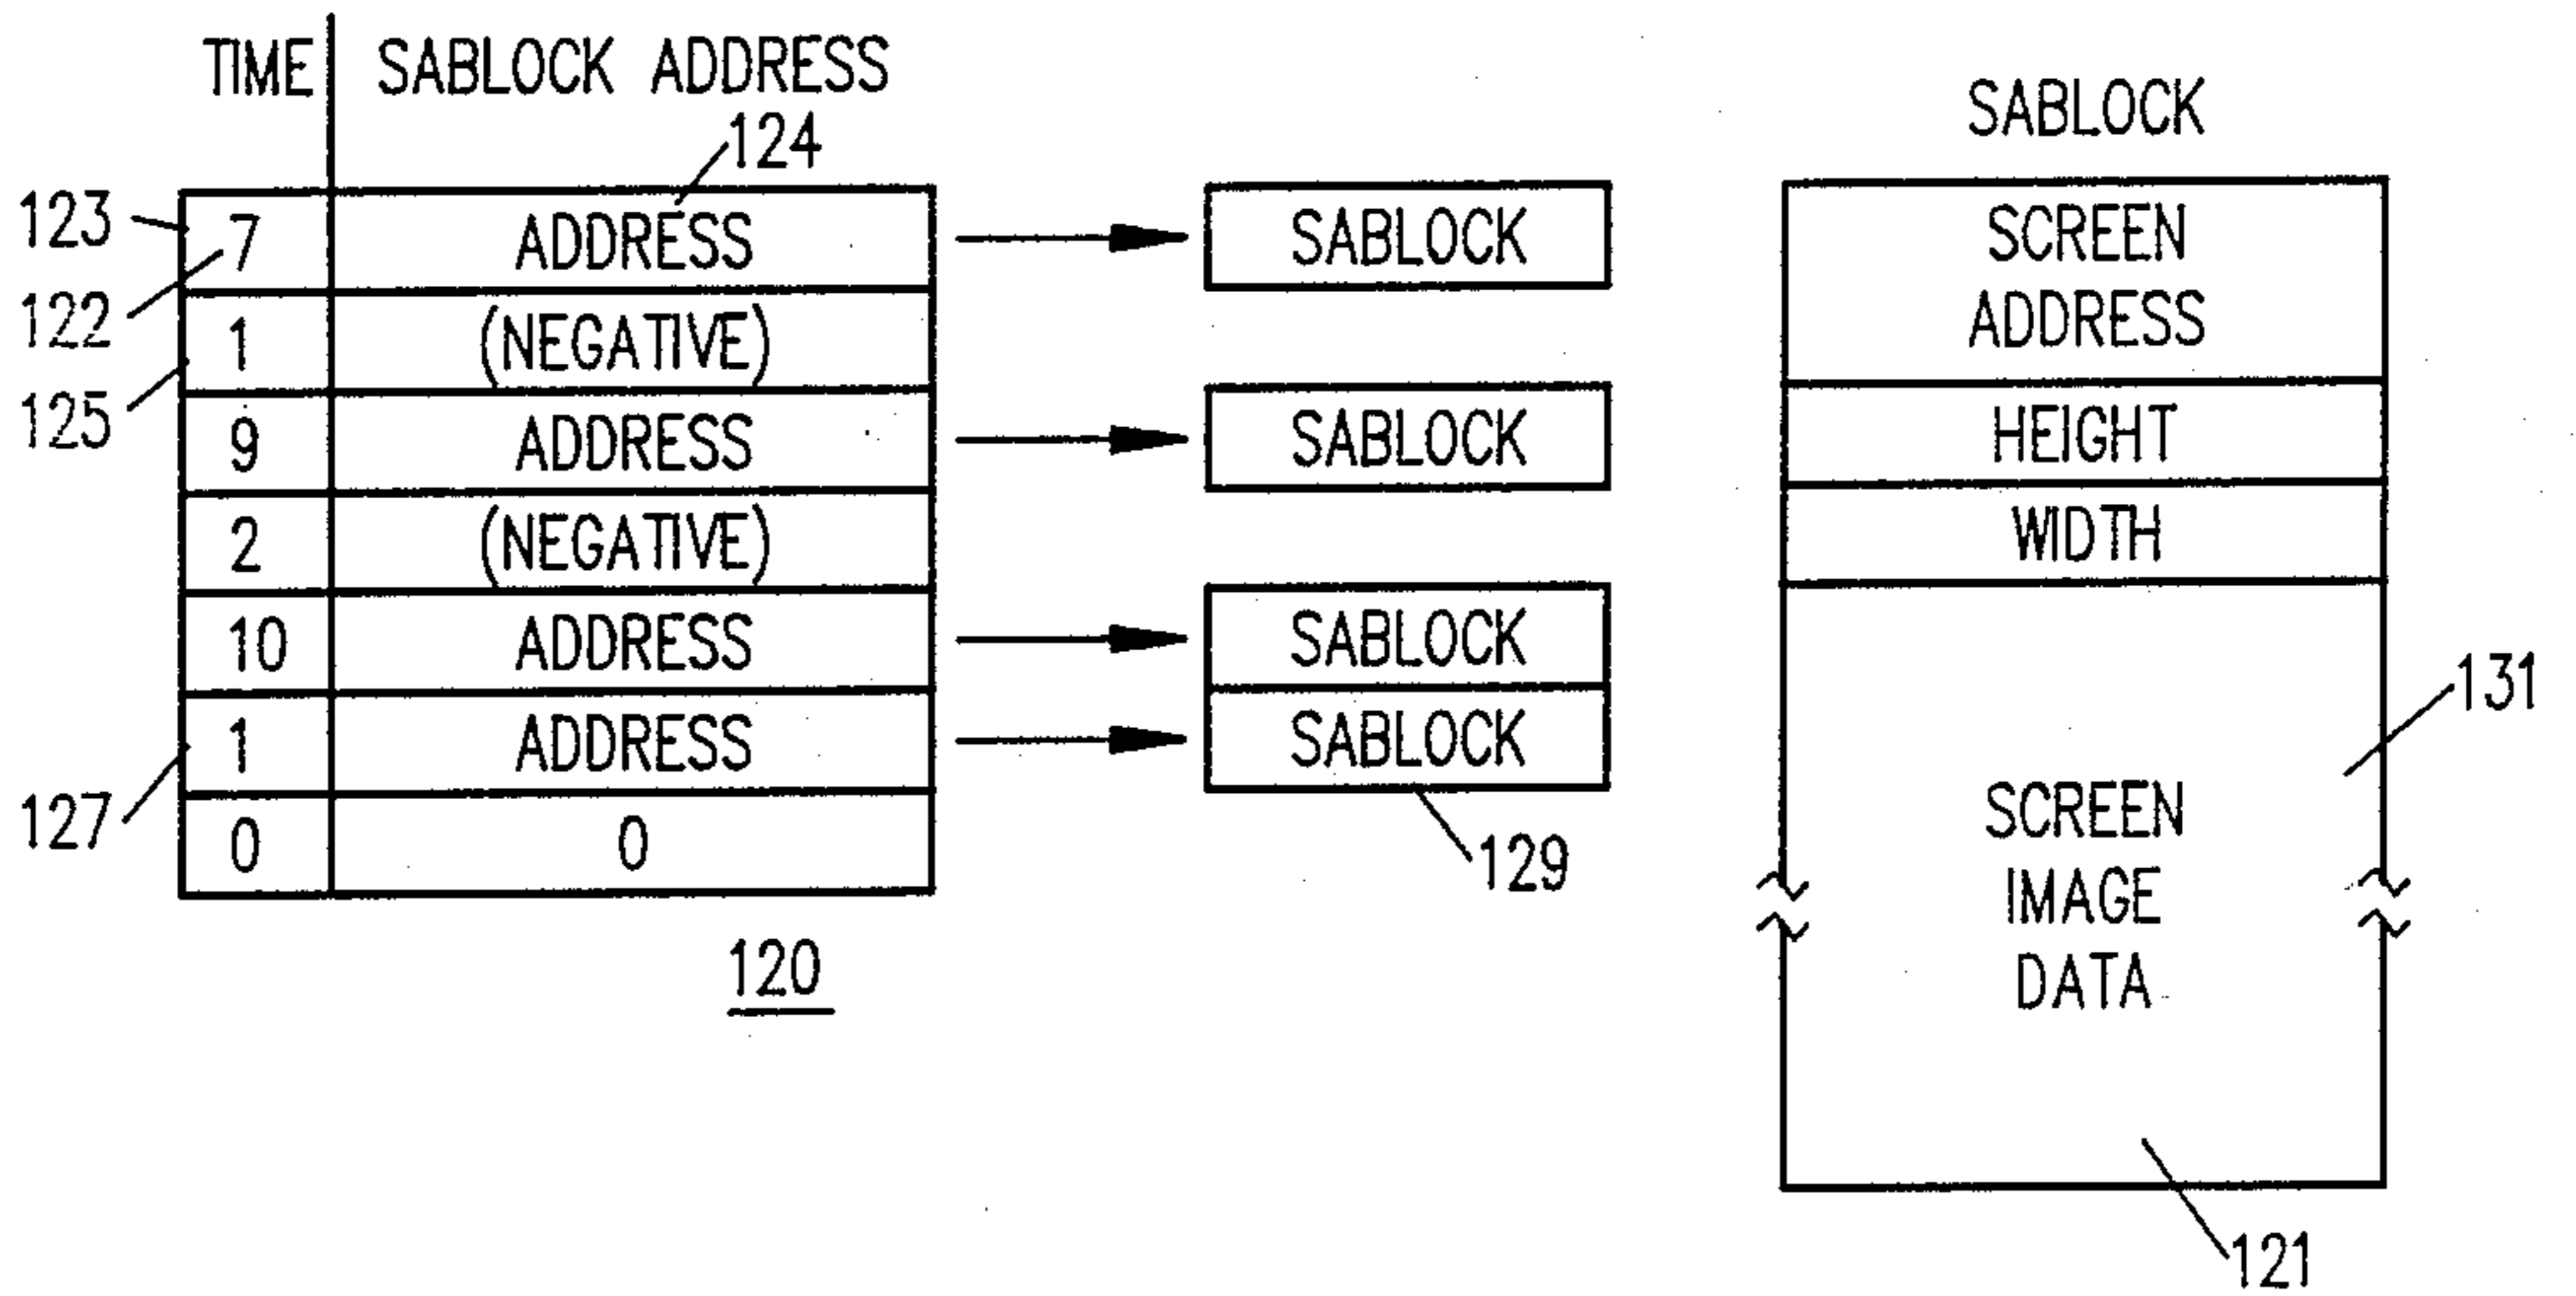 TIME SABLOCK ADDRESS
124
123 7 ADDRESS
122
1 (NEGATIVE)
125
9 ADDRESS
2 (NEGATIVE)
10 ADDRESS
1 ADDRESS
127
0 0
120
SABLOCK
SABLOCK
SABLOCK
SABLOCK
129
SABLOCK
SCREEN
ADDRESS
HEIGHT
WIDTH
131
SCREEN
IMAGE
DATA
121